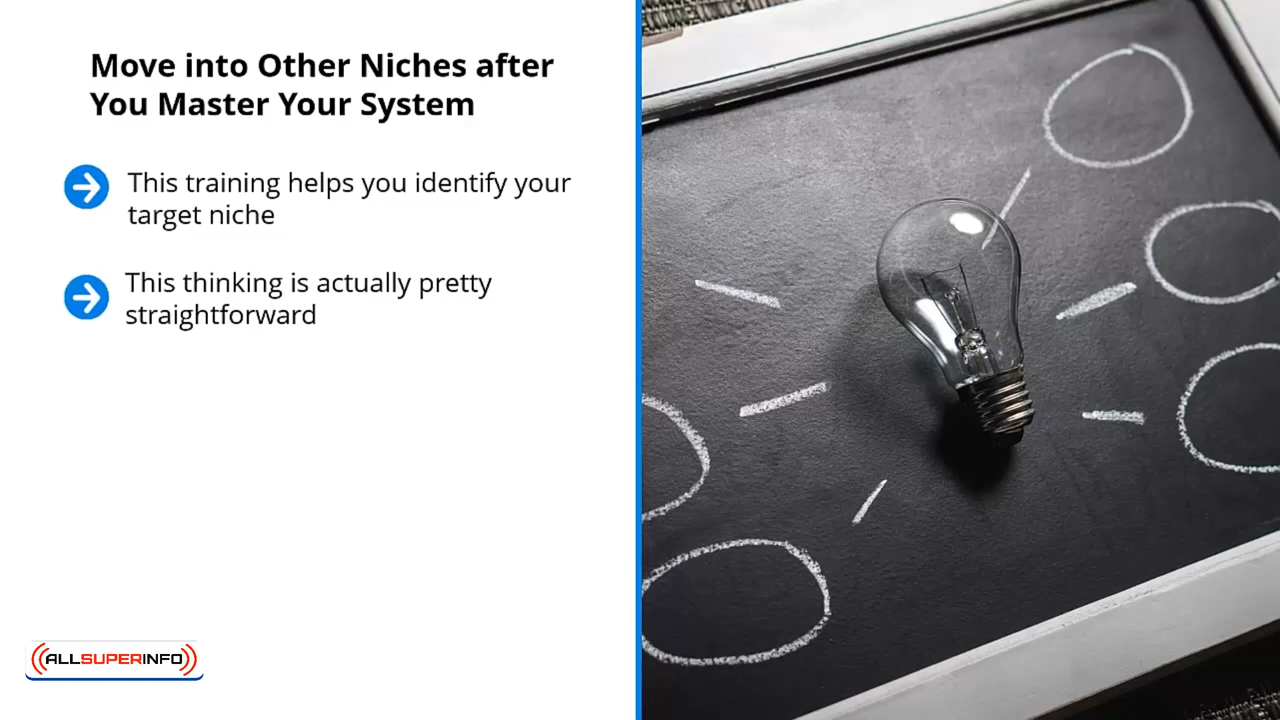 Move into Other Niches after
You Master Your System
This training helps you identify your
target niche
This thinking is actually pretty
straightforward
ALLSUPERINFO